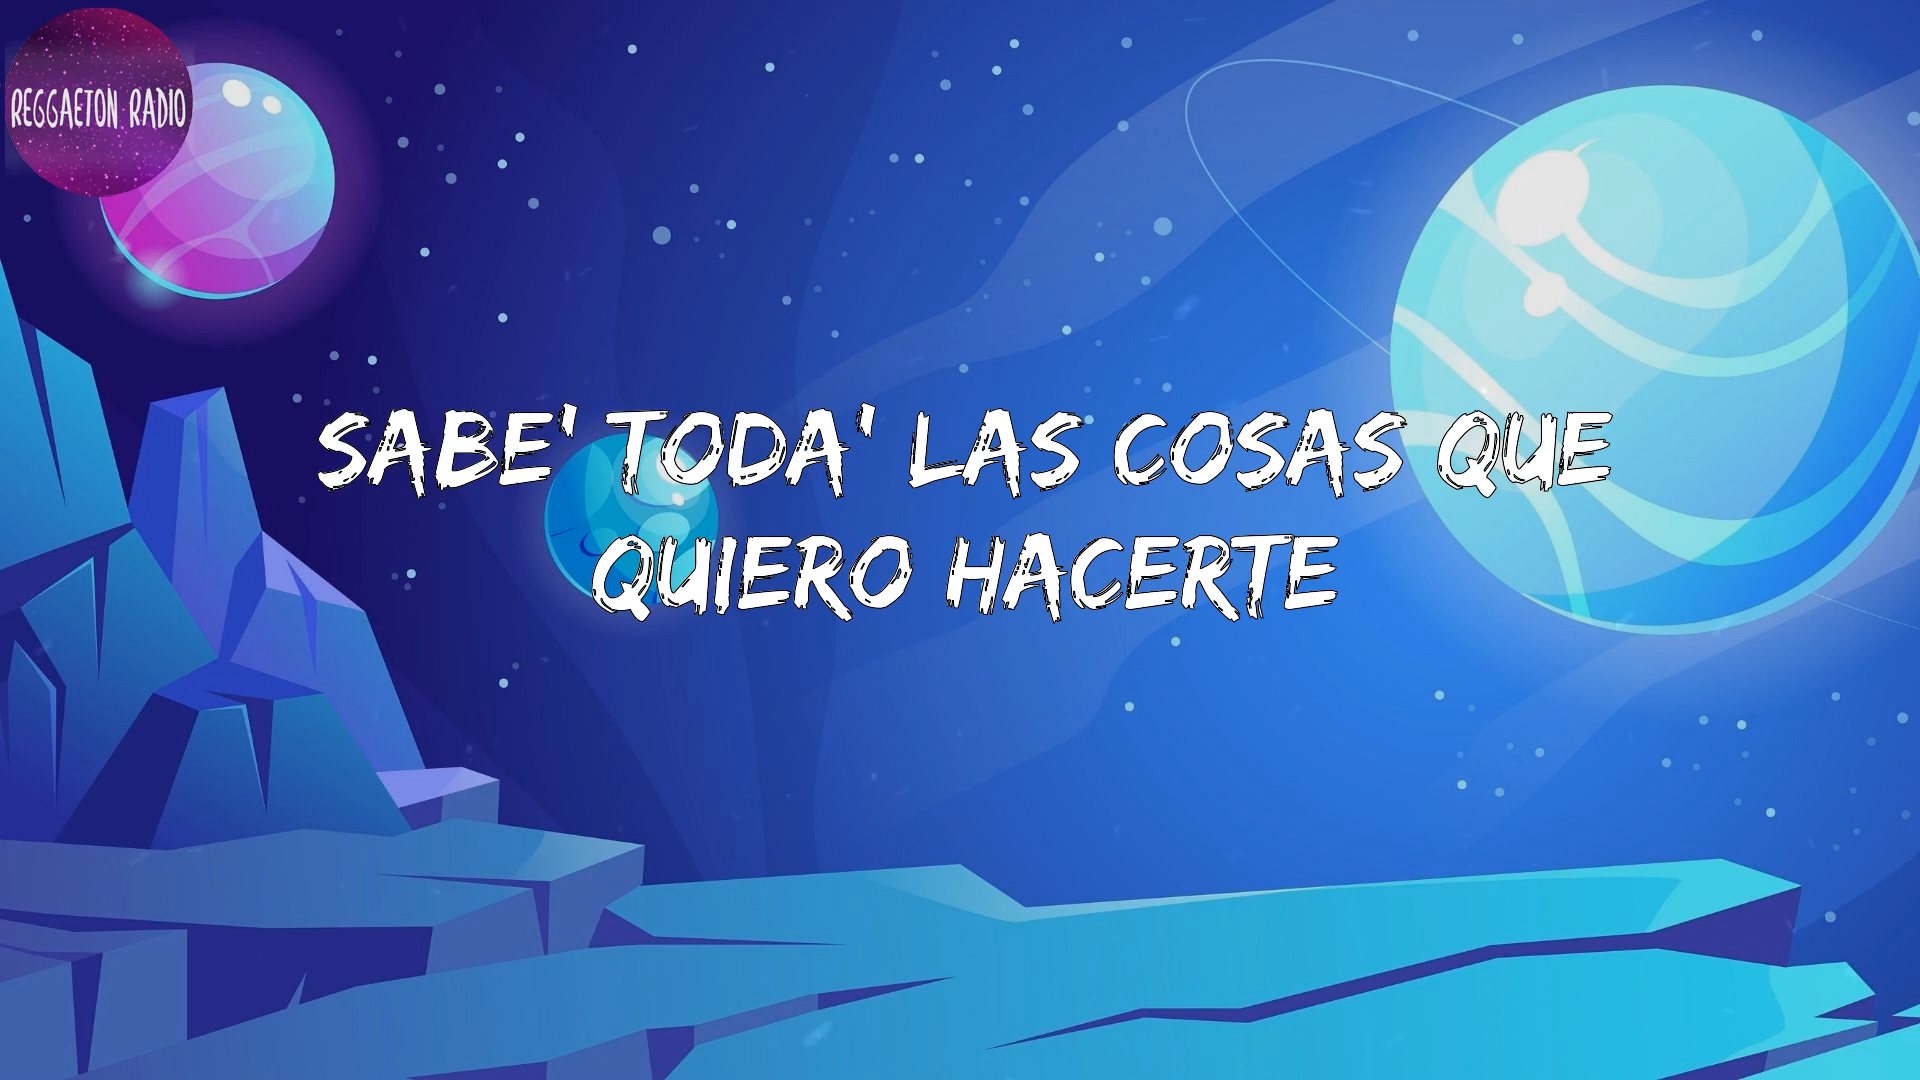 REGGAETON RADIO
SABE' TODA' LAS COSAS QUE
QUIERO HACERTE